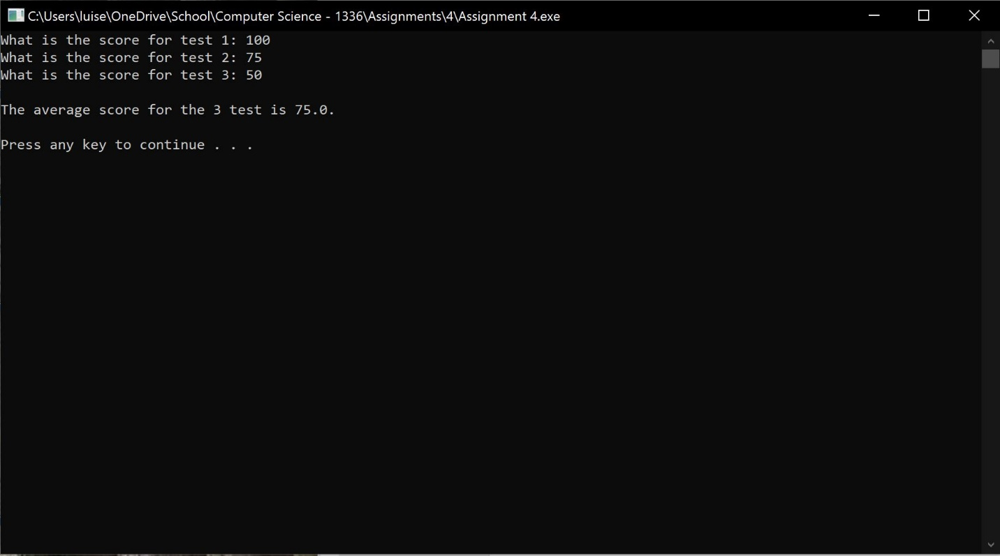 C:\Users\luise\OneDrive\School\Computer Science - 1336\Assignments\4\Assignment 4.exe
What is the score for test 1: 100
What is the score for test 2: 75
What is the score for test 3: 50
The average score for the 3 test is 75.0.
Press any key to continue . . .